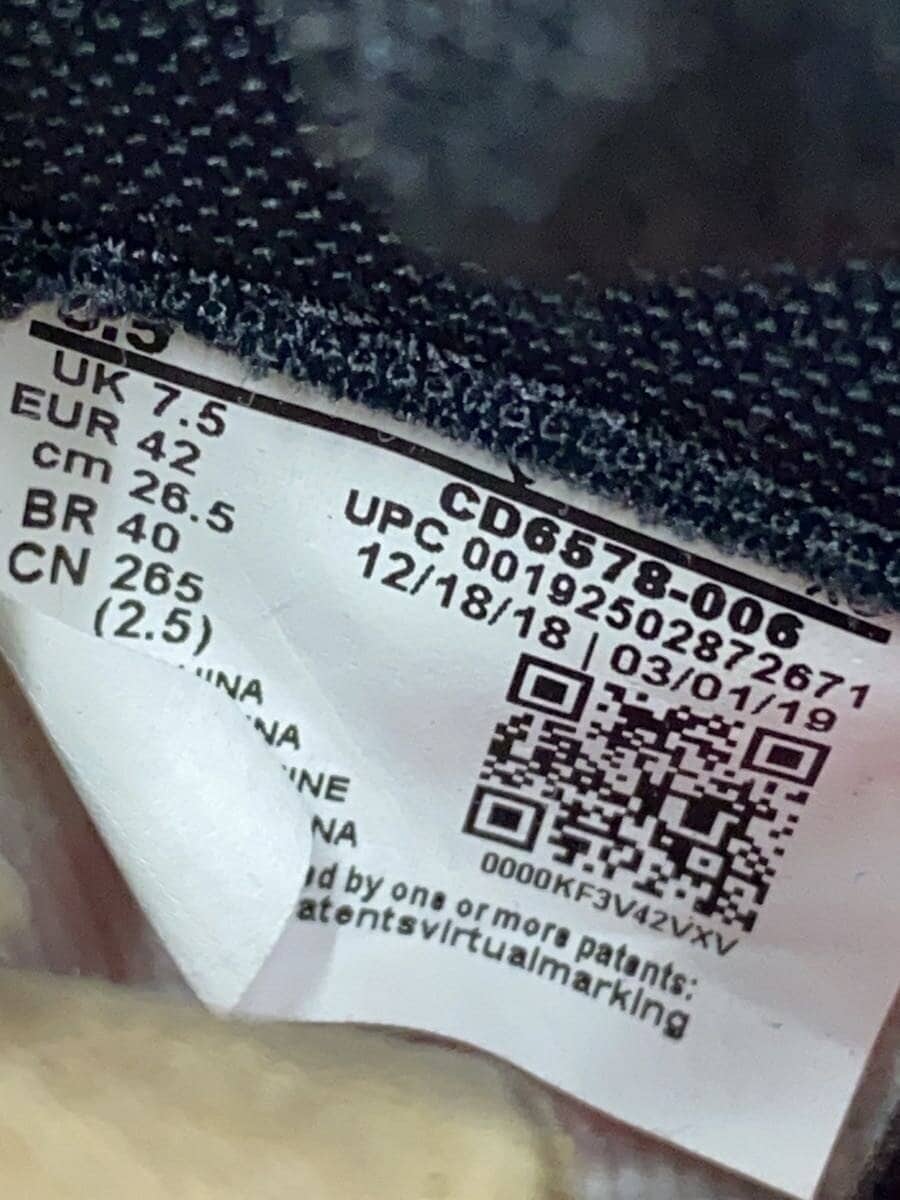 UK 7.5
EUR 42
cm 26.5
BR 40
CN 265
(2.5)
CD6578-006
UPC 00192502872671
12/18/18 | 03/01/19
0000KF3V42VXV
by one or more patents:
atentsvirtualmarking